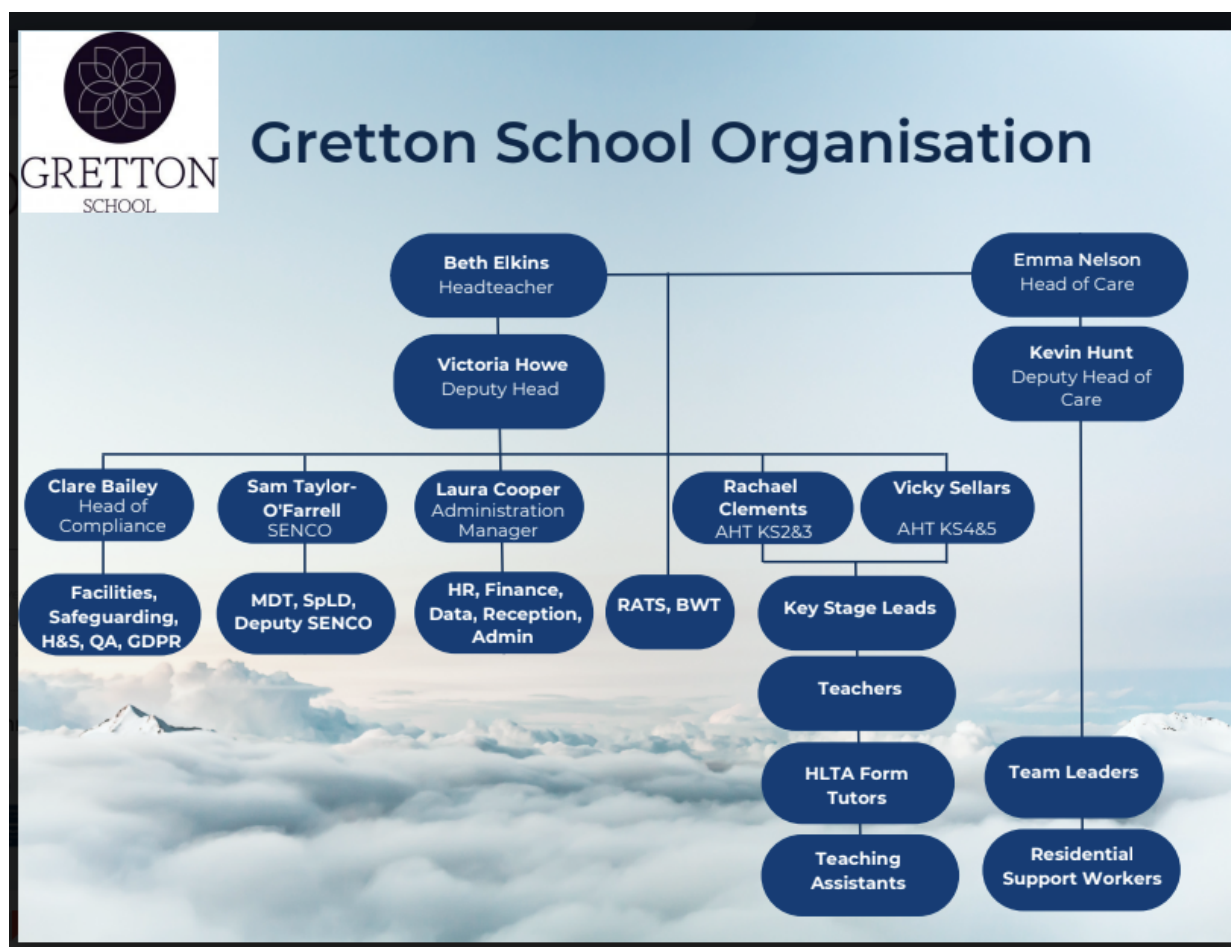 GRETTON
SCHOOL
Gretton School Organisation
Beth Elkins
Headteacher
Emma Nelson
Head of Care
Victoria Howe
Deputy Head
Kevin Hunt
Deputy Head of
Care
Clare Bailey
Head of
Compliance
Sam Taylor-
O'Farrell
SENCO
Laura Cooper
Administration
Manager
Rachael
Clements
AHT KS2&3
Vicky Sellars
AHT KS4&5
Facilities,
Safeguarding,
H&S, QA, GDPR
MDT, SpLD,
Deputy SENCO
HR, Finance,
Data, Reception,
Admin
RATS, BWT
Key Stage Leads
Teachers
HLTA Form
Tutors
Team Leaders
Teaching
Assistants
Residential
Support Workers